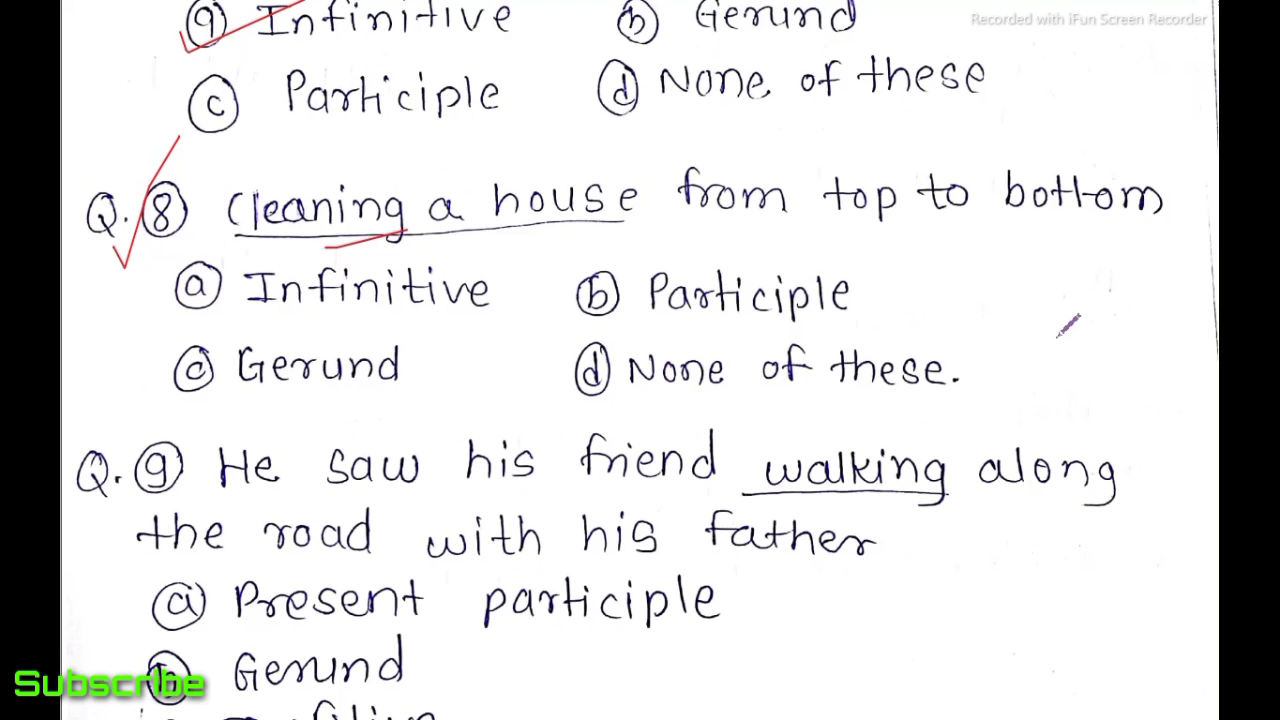 Recorded with iFun Screen Recorder
(a) Infinitive (b) Gerund
(c) Participle (d) None of these
Q. (8) Cleaning a house from top to bottom
(a) Infinitive (b) Participle
(c) Gerund (d) None of these.
Q. (9) He saw his friend walking along
the road with his father
(a) Present participle
(b) Gerund
Subscribe